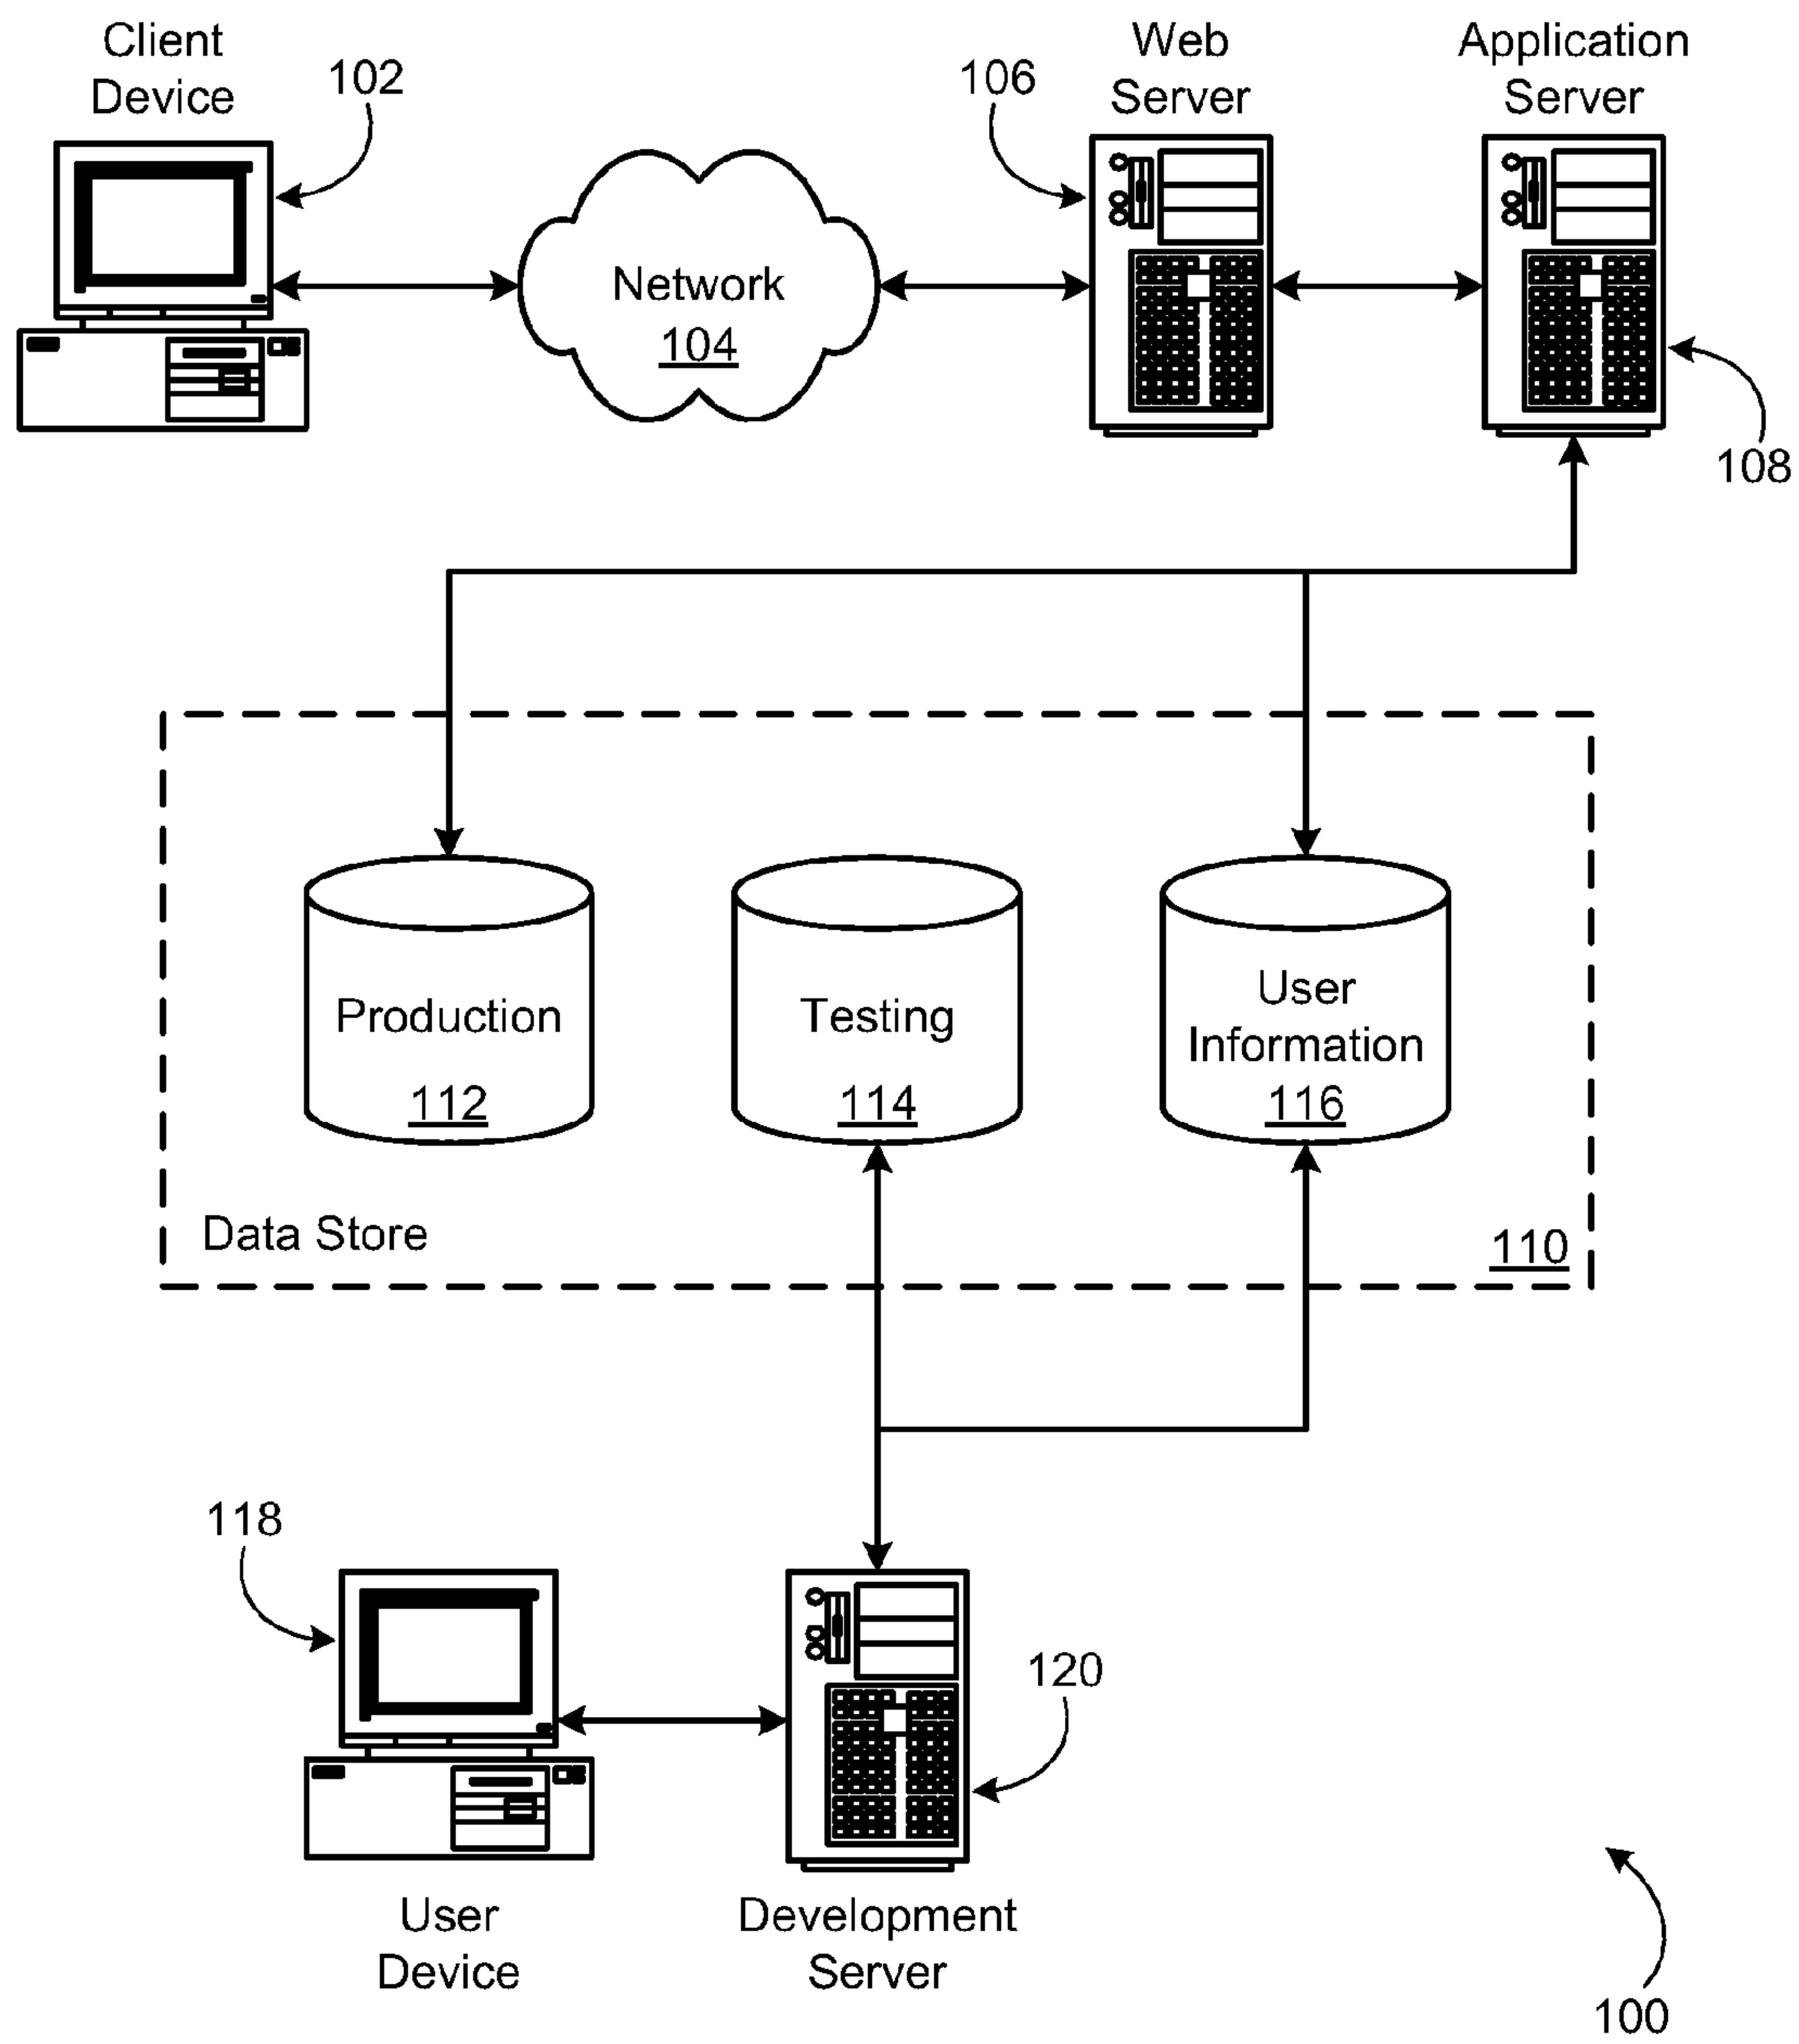 Client
Device
102
Web
Server
106
Application
Server
108
Network
104
Production
112
Testing
114
User
Information
116
Data Store
110
118
User
Device
120
Development
Server
100